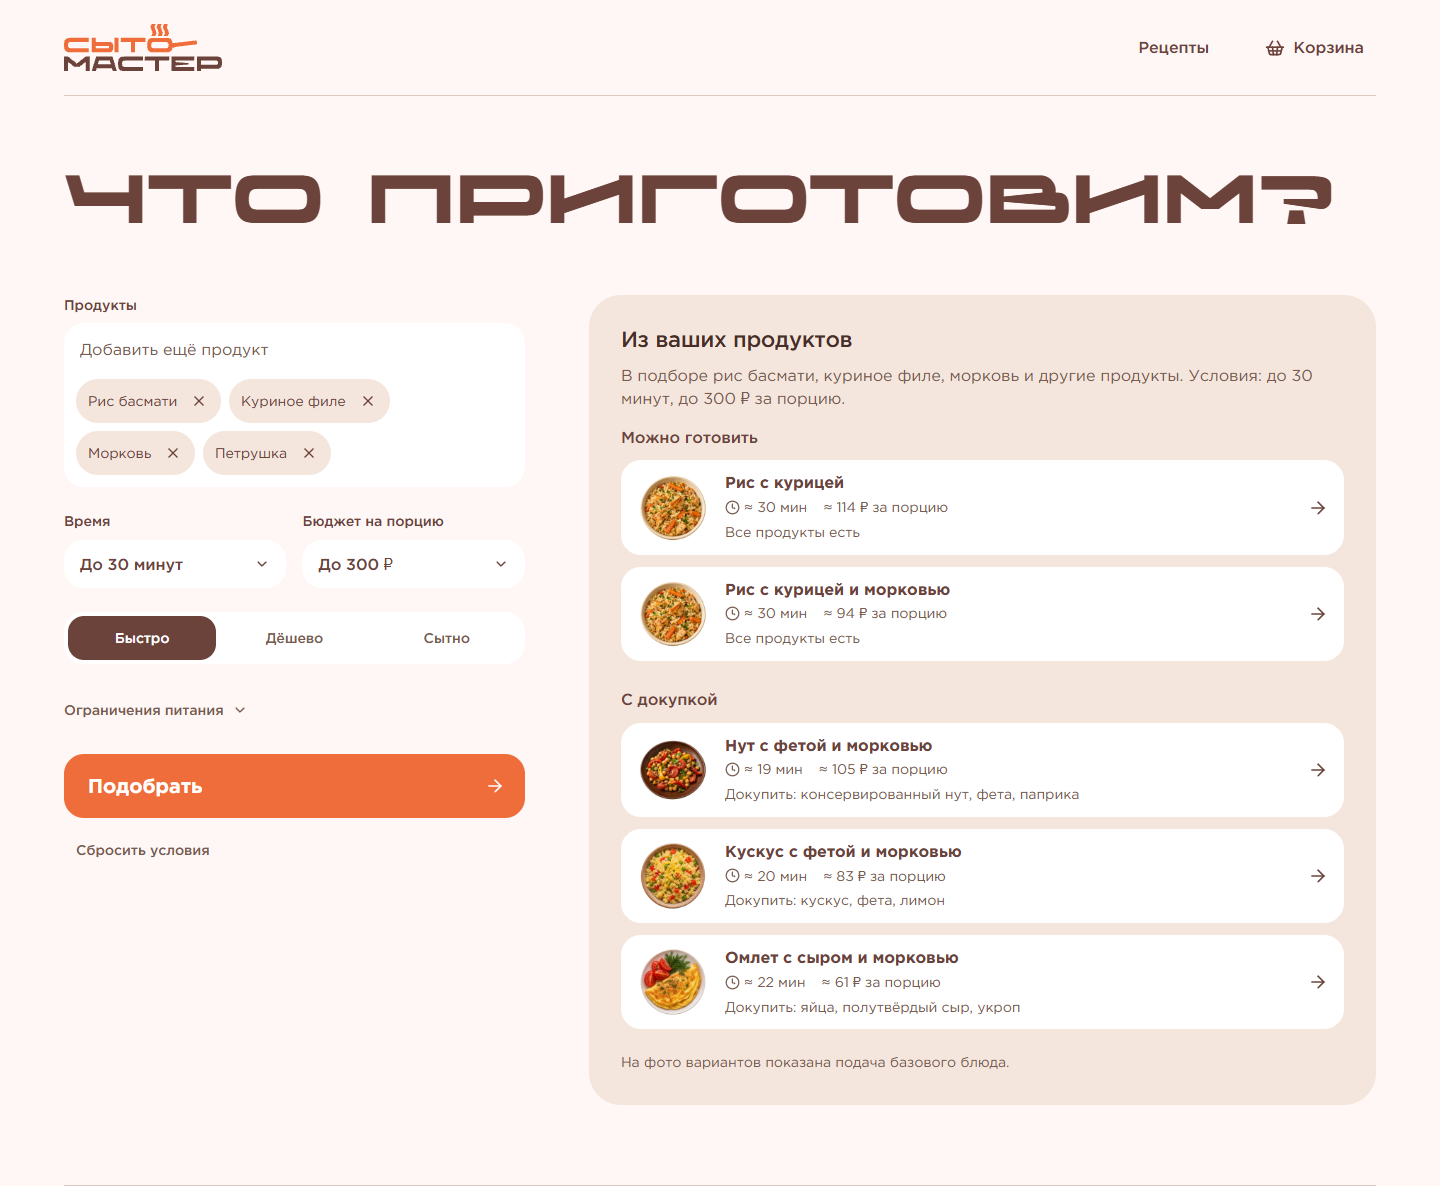 СЫТО
МАСТЕР
Рецепты
Корзина
ЧТО ПРИГОТОВИМ?
Продукты
Добавить ещё продукт
Рис басмати
Куриное филе
Морковь
Петрушка
Время
Бюджет на порцию
До 30 минут
До 300 ₽
Быстро
Дёшево
Сытно
Ограничения питания
Подобрать
Сбросить условия
Из ваших продуктов
В подборе рис басмати, куриное филе, морковь и другие продукты. Условия: до 30
минут, до 300 ₽ за порцию.
Можно готовить
Рис с курицей
≈ 30 мин ≈ 114 ₽ за порцию
Все продукты есть
Рис с курицей и морковью
≈ 30 мин ≈ 94 ₽ за порцию
Все продукты есть
С докупкой
Нут с фетой и морковью
≈ 19 мин ≈ 105 ₽ за порцию
Докупить: консервированный нут, фета, паприка
Кускус с фетой и морковью
≈ 20 мин ≈ 83 ₽ за порцию
Докупить: кускус, фета, лимон
Омлет с сыром и морковью
≈ 22 мин ≈ 61 ₽ за порцию
Докупить: яйца, полутвёрдый сыр, укроп
На фото вариантов показана подача базового блюда.